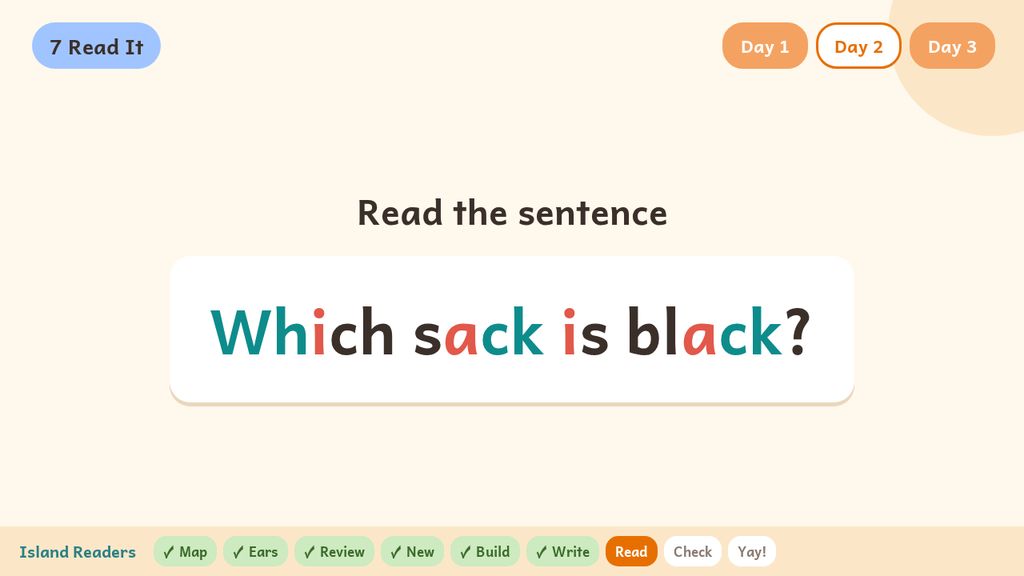 7 Read It
Day 1 Day 2 Day 3
Read the sentence
Which sack is black?
Island Readers ✓ Map ✓ Ears ✓ Review ✓ New ✓ Build ✓ Write Read Check Yay!